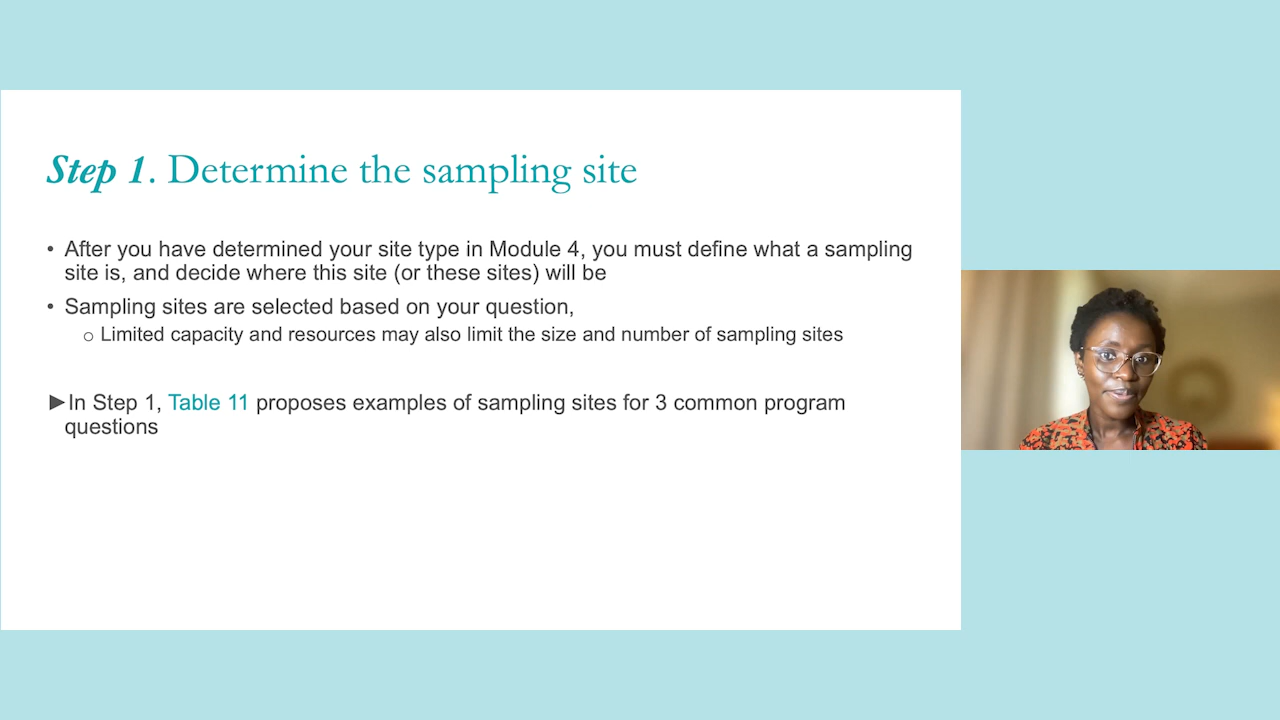 Step 1. Determine the sampling site
• After you have determined your site type in Module 4, you must define what a sampling
site is, and decide where this site (or these sites) will be
• Sampling sites are selected based on your question,
o Limited capacity and resources may also limit the size and number of sampling sites
►In Step 1, Table 11 proposes examples of sampling sites for 3 common program
questions